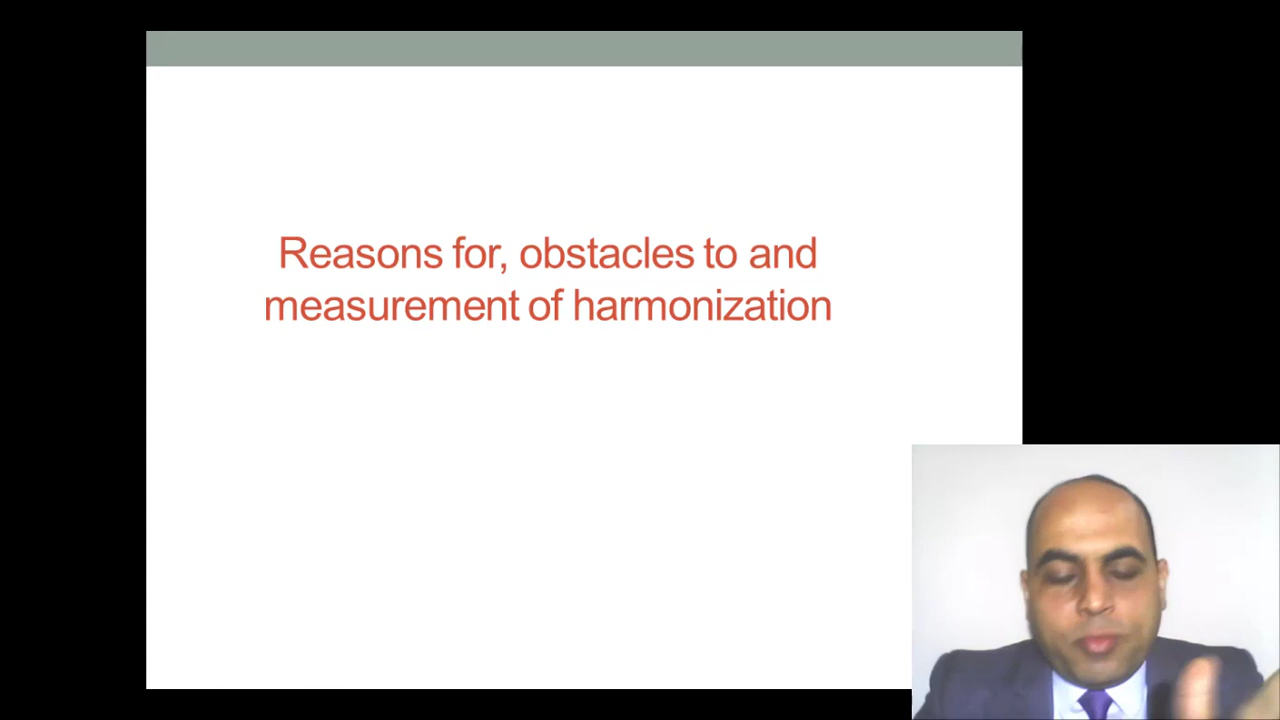 Reasons for, obstacles to and
measurement of harmonization